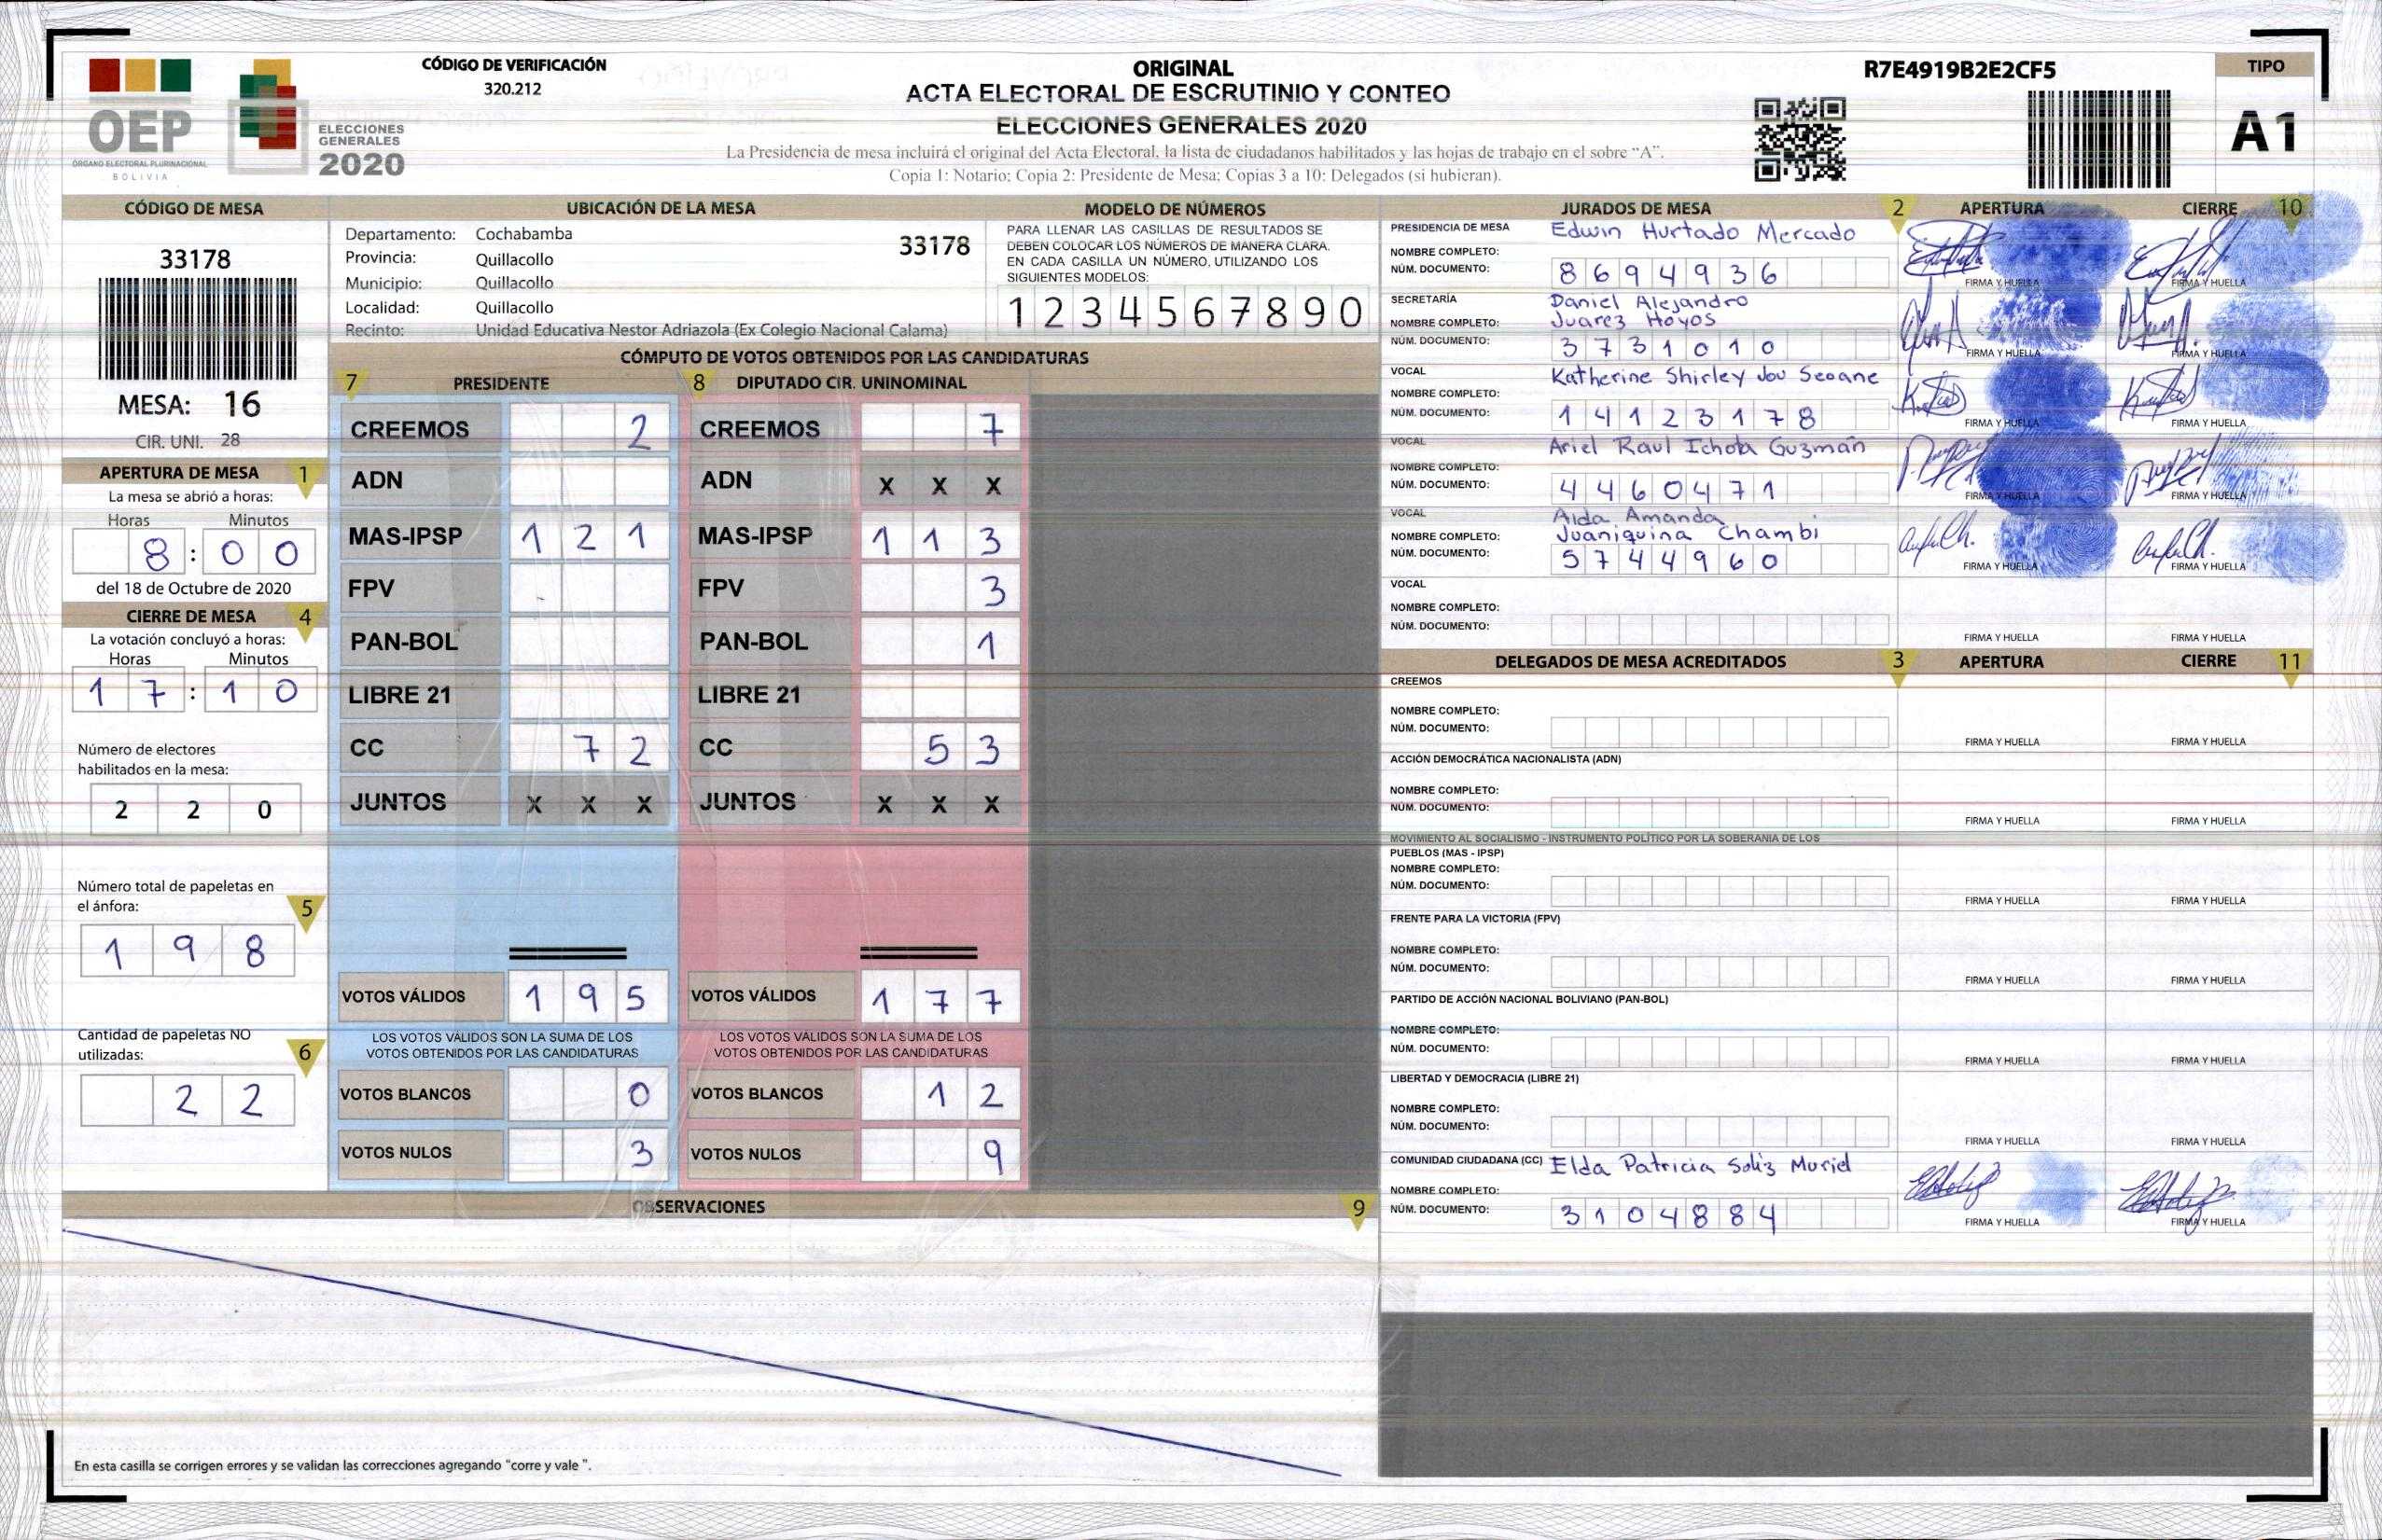 CÓDIGO DE VERIFICACIÓN
320.212
OEP
ÓRGANO ELECTORAL PLURINACIONAL
BOLIVIA
ELECCIONES
GENERALES
2020
ORIGINAL
ACTA ELECTORAL DE ESCRUTINIO Y CONTEO
ELECCIONES GENERALES 2020
La Presidencia de mesa incluirá el original del Acta Electoral, la lista de ciudadanos habilitados y las hojas de trabajo en el sobre “A”.
Copia 1: Notario; Copia 2: Presidente de Mesa; Copias 3 a 10: Delegados (si hubieran).
R7E4919B2E2CF5
TIPO
A1
CÓDIGO DE MESA
33178
MESA: 16
CIR. UNI. 28
APERTURA DE MESA 1
La mesa se abrió a horas:
Horas Minutos
8 : 0 0
del 18 de Octubre de 2020
CIERRE DE MESA 4
La votación concluyó a horas:
Horas Minutos
1 7 : 1 0
Número de electores
habilitados en la mesa:
2 2 0
Número total de papeletas en
el ánfora: 5
1 9 8
Cantidad de papeletas NO
utilizadas: 6
2 2
UBICACIÓN DE LA MESA
Departamento: Cochabamba
33178
Provincia: Quillacollo
Municipio: Quillacollo
Localidad: Quillacollo
Recinto: Unidad Educativa Nestor Adriazola (Ex Colegio Nacional Calama)
MODELO DE NÚMEROS
PARA LLENAR LAS CASILLAS DE RESULTADOS SE
DEBEN COLOCAR LOS NÚMEROS DE MANERA CLARA.
EN CADA CASILLA UN NÚMERO, UTILIZANDO LOS
SIGUIENTES MODELOS:
1 2 3 4 5 6 7 8 9 0
CÓMPUTO DE VOTOS OBTENIDOS POR LAS CANDIDATURAS
7 PRESIDENTE
CREEMOS 2
ADN
MAS-IPSP 1 2 1
FPV
PAN-BOL
LIBRE 21
CC 7 2
JUNTOS X X X
VOTOS VÁLIDOS 1 9 5
LOS VOTOS VÁLIDOS SON LA SUMA DE LOS
VOTOS OBTENIDOS POR LAS CANDIDATURAS
VOTOS BLANCOS 0
VOTOS NULOS 3
8 DIPUTADO CIR. UNINOMINAL
CREEMOS 7
ADN X X X
MAS-IPSP 1 1 3
FPV 3
PAN-BOL 1
LIBRE 21
CC 5 3
JUNTOS X X X
VOTOS VÁLIDOS 1 7 7
LOS VOTOS VÁLIDOS SON LA SUMA DE LOS
VOTOS OBTENIDOS POR LAS CANDIDATURAS
VOTOS BLANCOS 1 2
VOTOS NULOS 9
OBSERVACIONES 9
En esta casilla se corrigen errores y se validan las correcciones agregando "corre y vale ".
JURADOS DE MESA 2 APERTURA CIERRE 10
PRESIDENCIA DE MESA Edwin Hurtado Mercado
NOMBRE COMPLETO:
NÚM. DOCUMENTO: 8 6 9 4 9 3 6
FIRMA Y HUELLA FIRMA Y HUELLA
SECRETARÍA Daniel Alejandro
NOMBRE COMPLETO: Juarez Hoyos
NÚM. DOCUMENTO: 3 7 3 1 0 1 0
FIRMA Y HUELLA FIRMA Y HUELLA
VOCAL Katherine Shirley Jou Seoane
NOMBRE COMPLETO:
NÚM. DOCUMENTO: 1 4 1 2 3 1 7 8
FIRMA Y HUELLA FIRMA Y HUELLA
VOCAL Ariel Raul Ichota Guzmán
NOMBRE COMPLETO:
NÚM. DOCUMENTO: 4 4 6 0 4 7 1
FIRMA Y HUELLA FIRMA Y HUELLA
VOCAL Aida Amanda
NOMBRE COMPLETO: Juaniquina Chambi
NÚM. DOCUMENTO: 5 7 4 4 9 6 0
FIRMA Y HUELLA FIRMA Y HUELLA
VOCAL
NOMBRE COMPLETO:
NÚM. DOCUMENTO:
FIRMA Y HUELLA FIRMA Y HUELLA
DELEGADOS DE MESA ACREDITADOS 3 APERTURA CIERRE 11
CREEMOS
NOMBRE COMPLETO:
NÚM. DOCUMENTO:
FIRMA Y HUELLA FIRMA Y HUELLA
ACCIÓN DEMOCRÁTICA NACIONALISTA (ADN)
NOMBRE COMPLETO:
NÚM. DOCUMENTO:
FIRMA Y HUELLA FIRMA Y HUELLA
MOVIMIENTO AL SOCIALISMO - INSTRUMENTO POLÍTICO POR LA SOBERANIA DE LOS
PUEBLOS (MAS - IPSP)
NOMBRE COMPLETO:
NÚM. DOCUMENTO:
FIRMA Y HUELLA FIRMA Y HUELLA
FRENTE PARA LA VICTORIA (FPV)
NOMBRE COMPLETO:
NÚM. DOCUMENTO:
FIRMA Y HUELLA FIRMA Y HUELLA
PARTIDO DE ACCIÓN NACIONAL BOLIVIANO (PAN-BOL)
NOMBRE COMPLETO:
NÚM. DOCUMENTO:
FIRMA Y HUELLA FIRMA Y HUELLA
LIBERTAD Y DEMOCRACIA (LIBRE 21)
NOMBRE COMPLETO:
NÚM. DOCUMENTO:
FIRMA Y HUELLA FIRMA Y HUELLA
COMUNIDAD CIUDADANA (CC) Elda Patricia Soliz Muriel
NOMBRE COMPLETO:
NÚM. DOCUMENTO: 3 1 0 4 8 8 4
FIRMA Y HUELLA FIRMA Y HUELLA